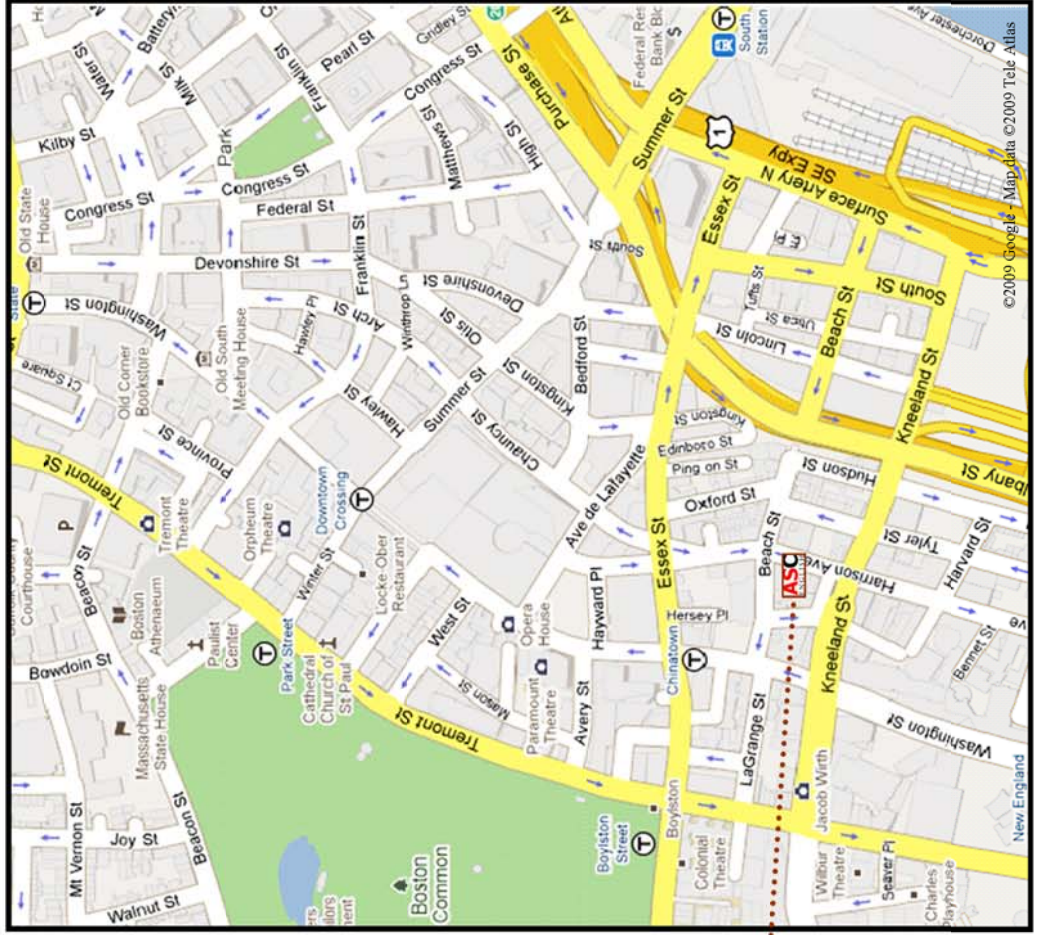 Gridley St
Water St
Milk St
Franklin St
Pearl St
Congress St
Purchase St
Federal Res
Bank Blc
South
Station
Dorchester Ave
Kilby St
Park
Matthews St
High St
Summer St
1
SE Expy
Old State
House
Congress St
Congress St
Federal St
Essex St
Surface Artery N
State
Devonshire St
Franklin St
South St
Washington St
Hawley Pl
Arch St
Winthrop Ln
Devonshire St
Otis St
Tufts St
Utica St
Beach St
South St
Ct Square
Old Corner
Bookstore
Old South
Meeting House
Hawley St
Summer St
Kingston St
Bedford St
Lincoln St
Kneeland St
Tremont St
Province St
Chauncy St
Kingston St
Edinboro St
Ping on St
Hudson St
lbany St
P
Tremont
Theatre
Orpheum
Theatre
Downtown
Crossing
Ave de Lafayette
Oxford St
Courthouse
Beacon St
Boston
Athenaeum
Winter St
Locke-Ober
Restaurant
Essex St
Beach St
ASC
Harrison Ave
Tyler St
Harvard St
Bowdoin St
Paulist
Center
Park Street
West St
Opera
House
Hayward Pl
Hersey Pl
Kneeland St
ve
Massachusetts
State House
Cathedral
Church of
St Paul
Mason St
Paramount
Theatre
Avery St
Chinatown
Bennet St
Tremont St
LaGrange St
Washington St
Mt Vernon St
Joy St
Beacon St
Boylston
Street
Boylston
Jacob Wirth
New England
Walnut St
Boston
Common
Colonial
Theatre
Wilbur
Theatre
Seaver Pl
Charles
Playhouse
©2009 Google - Map data ©2009 Tele Atlas